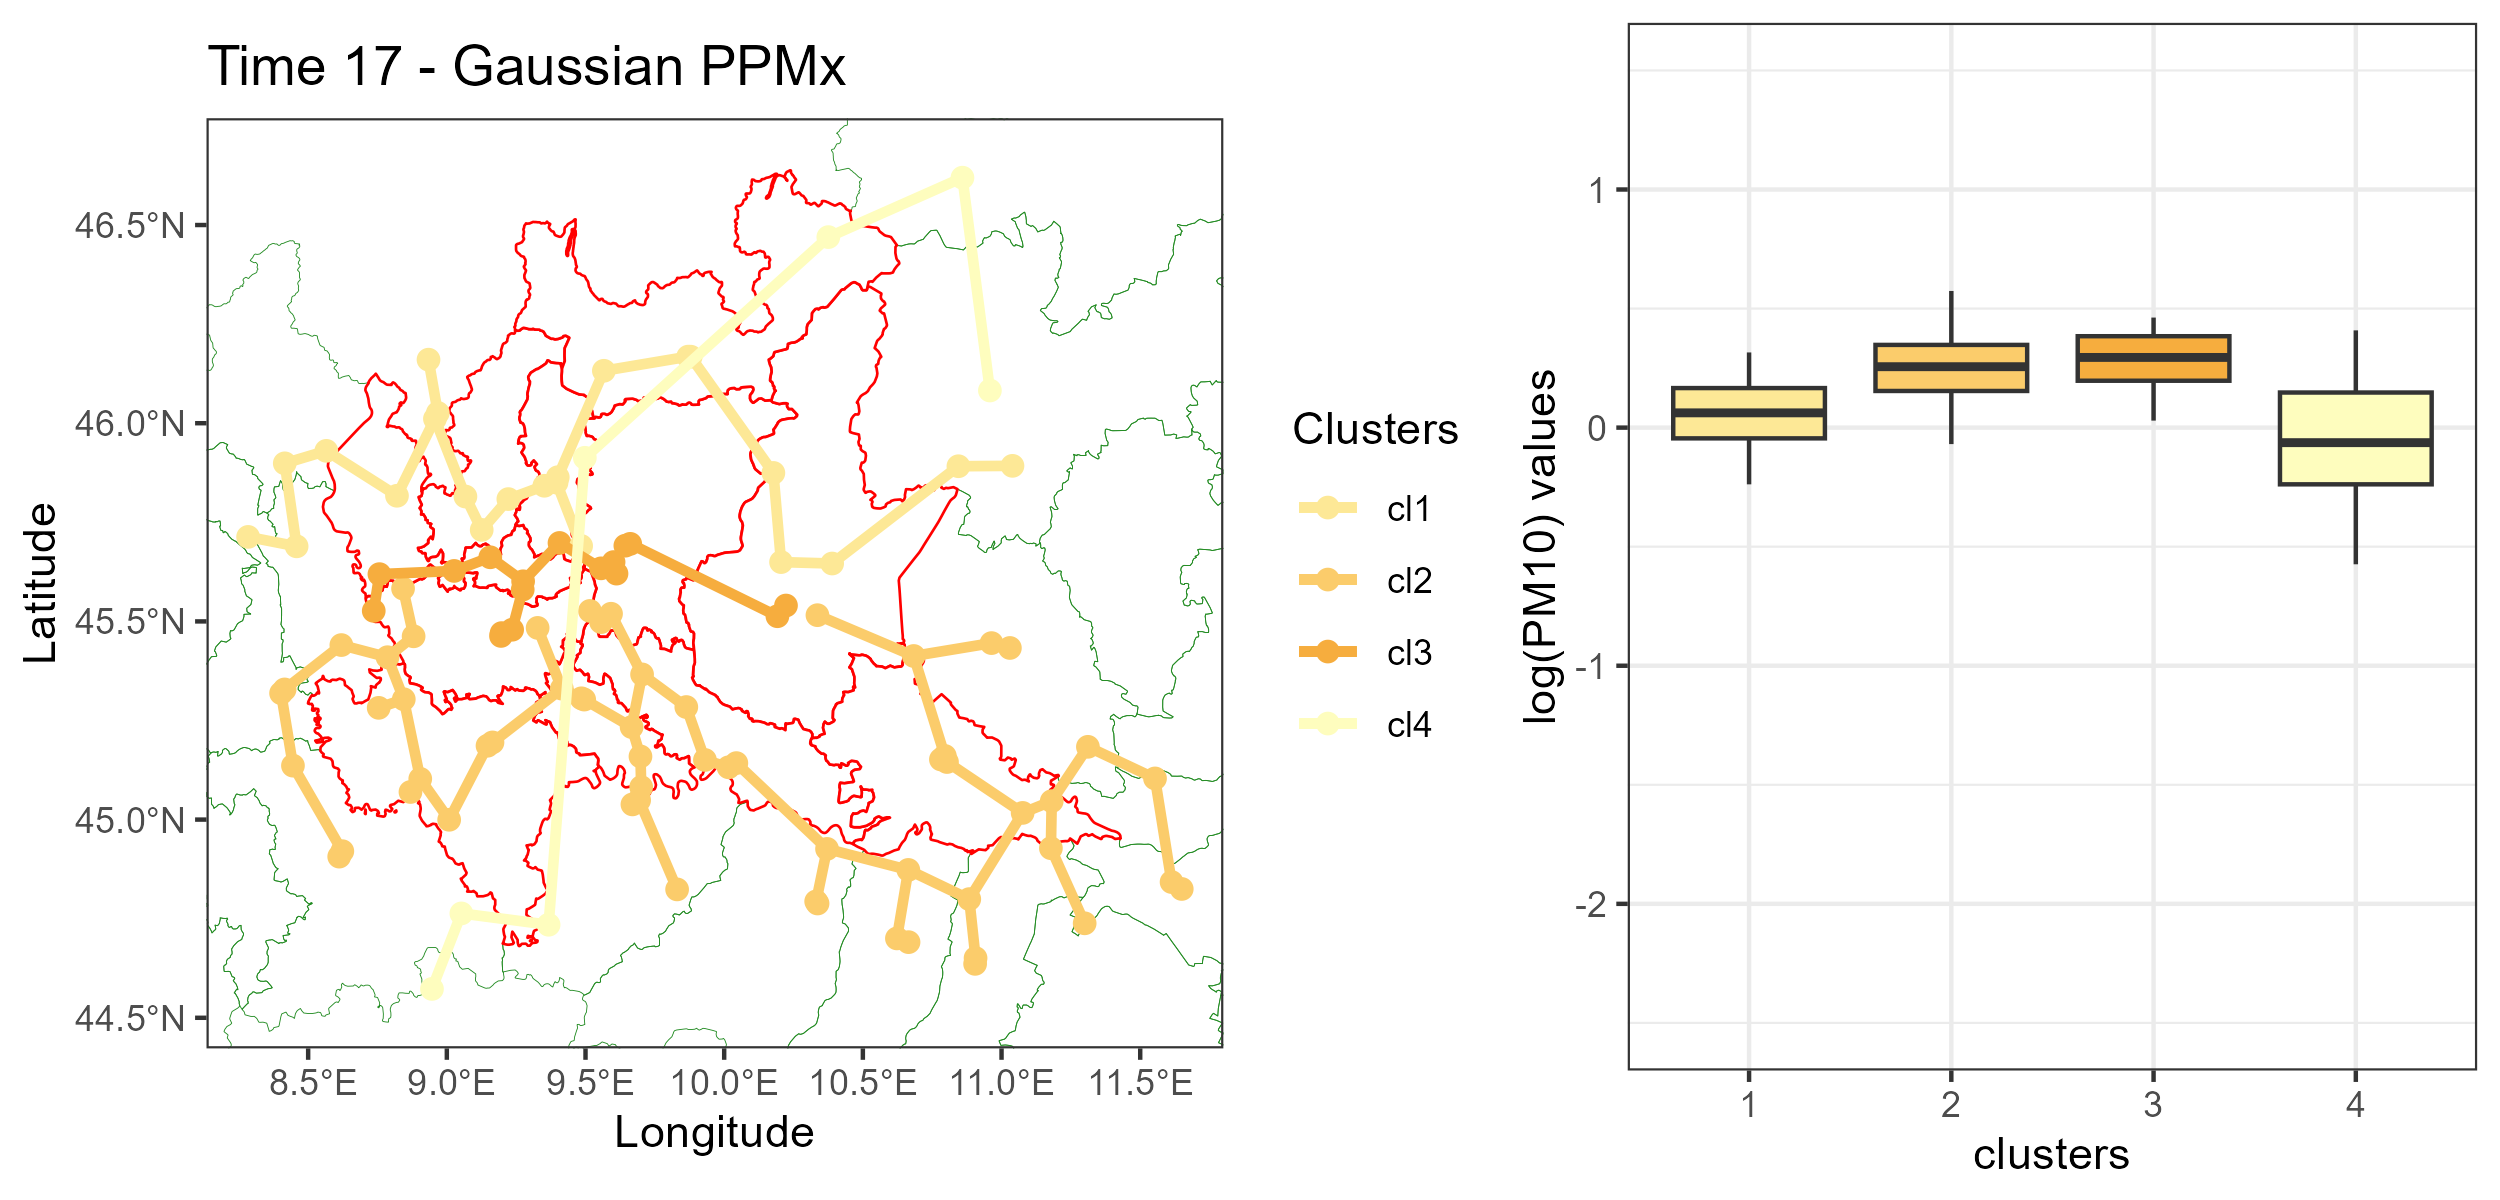 Time 17 - Gaussian PPMx
Latitude
46.5°N
46.0°N
45.5°N
45.0°N
44.5°N
8.5°E 9.0°E 9.5°E 10.0°E 10.5°E 11.0°E 11.5°E
Longitude
Clusters
cl1
cl2
cl3
cl4
log(PM10) values
1
0
-1
-2
1 2 3 4
clusters